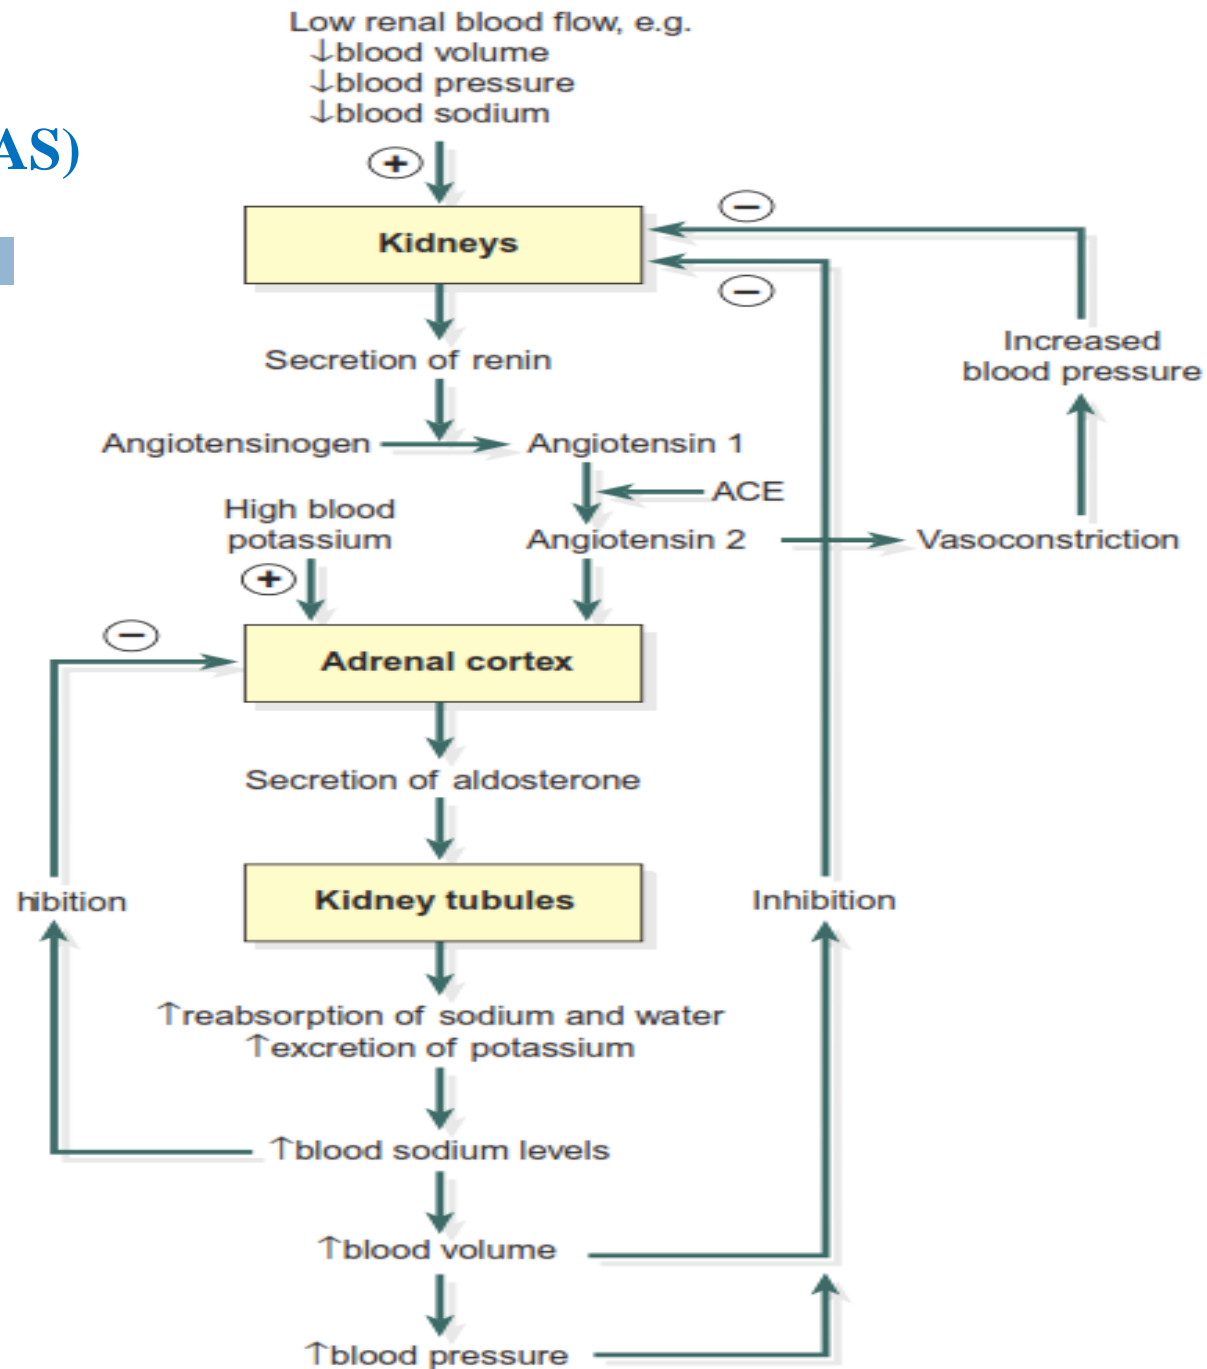 Low renal blood flow, e.g.
↓blood volume
↓blood pressure
↓blood sodium
AS)
+
−
Kidneys
−
Secretion of renin
Increased
blood pressure
Angiotensinogen
Angiotensin 1
ACE
High blood
potassium
Angiotensin 2
Vasoconstriction
+
−
Adrenal cortex
Secretion of aldosterone
Kidney tubules
hibition
Inhibition
↑reabsorption of sodium and water
↑excretion of potassium
↑blood sodium levels
↑blood volume
↑blood pressure